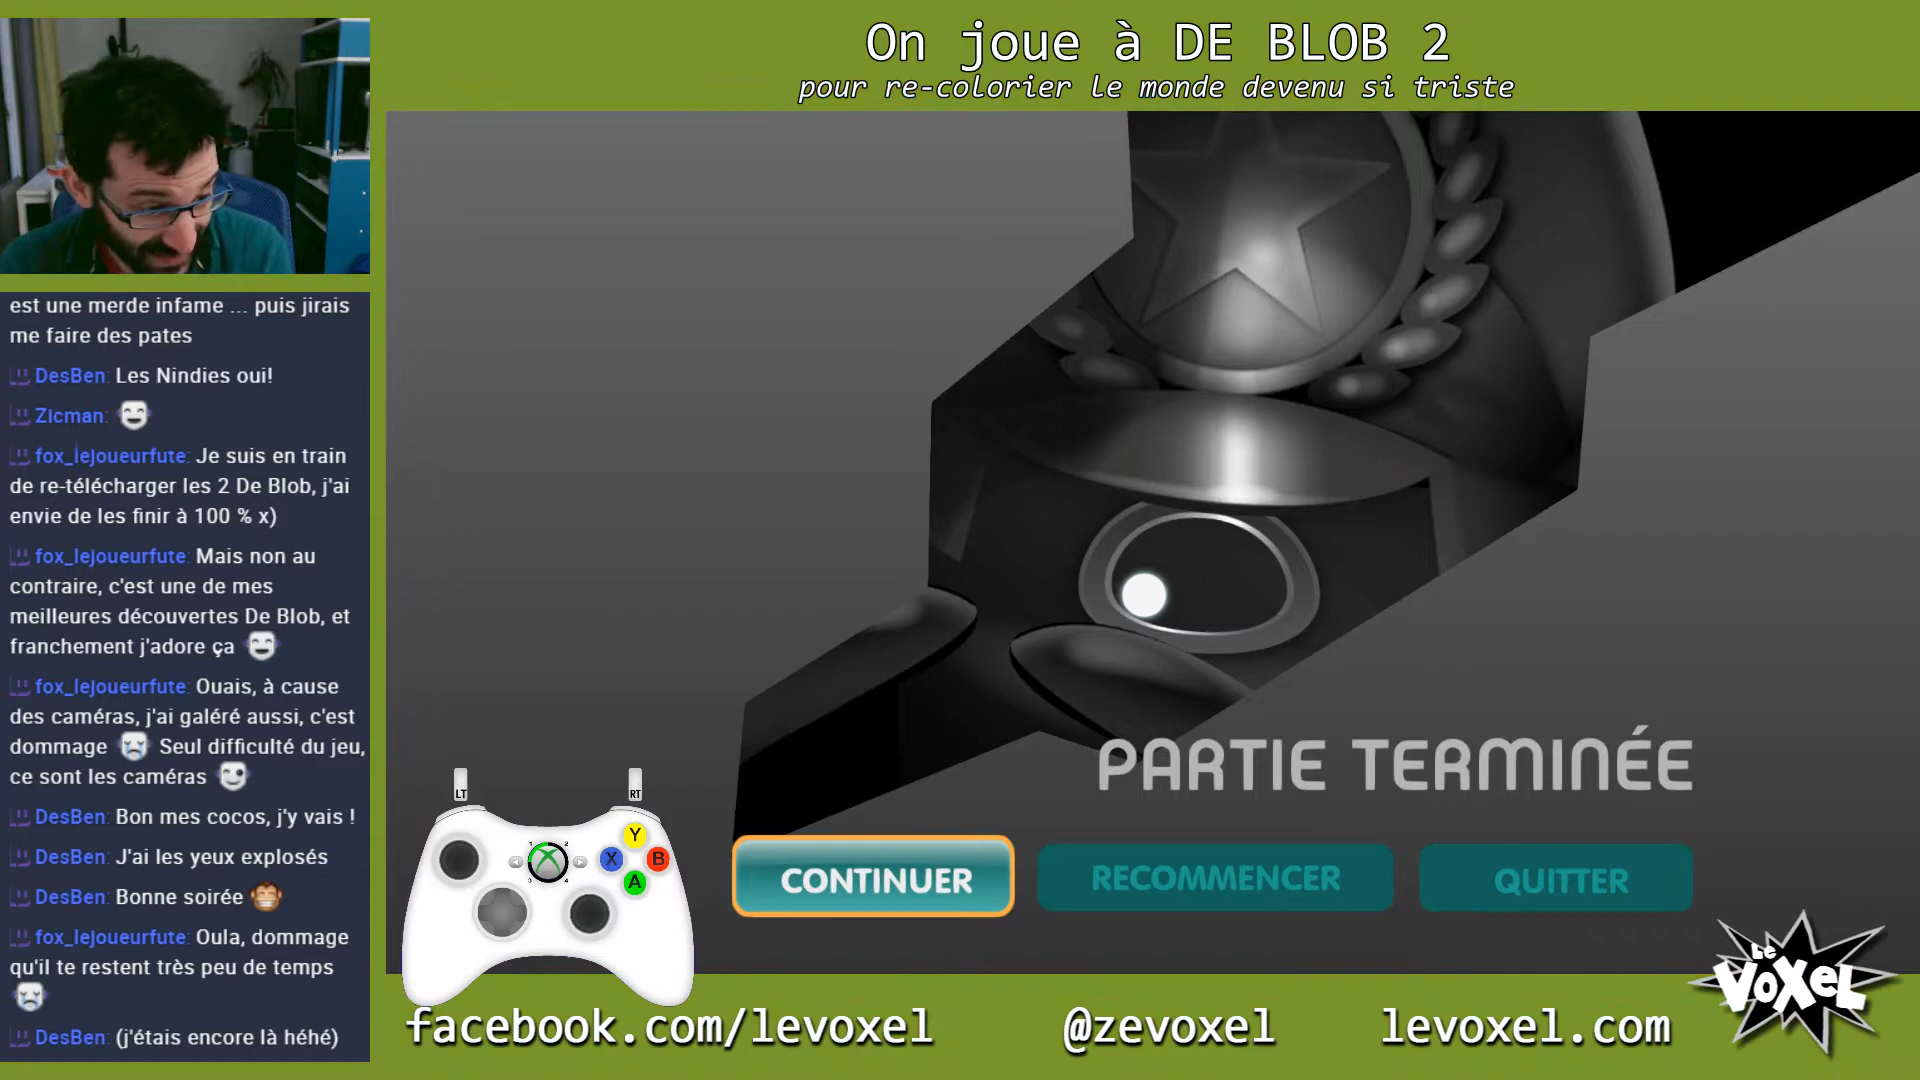 On joue à DE BLOB 2
pour re-colorier le monde devenu si triste
est une merde infame ... puis jirais
me faire des pates
DesBen: Les Nindies oui!
Zicman:
fox_lejoueurfute: Je suis en train
de re-télécharger les 2 De Blob, j'ai
envie de les finir à 100 % x)
fox_lejoueurfute: Mais non au
contraire, c'est une de mes
meilleures découvertes De Blob, et
franchement j'adore ça
fox_lejoueurfute: Ouais, à cause
des caméras, j'ai galéré aussi, c'est
dommage Seul difficulté du jeu,
ce sont les caméras
DesBen: Bon mes cocos, j'y vais !
DesBen: J'ai les yeux explosés
DesBen: Bonne soirée
fox_lejoueurfute: Oula, dommage
qu'il te restent très peu de temps
DesBen: (j'étais encore là héhé)
PARTIE TERMINÉE
CONTINUER
RECOMMENCER
QUITTER
LT
RT
1 2
3 4
Y
X
B
A
Le
VoXeL
facebook.com/levoxel
@zevoxel
levoxel.com